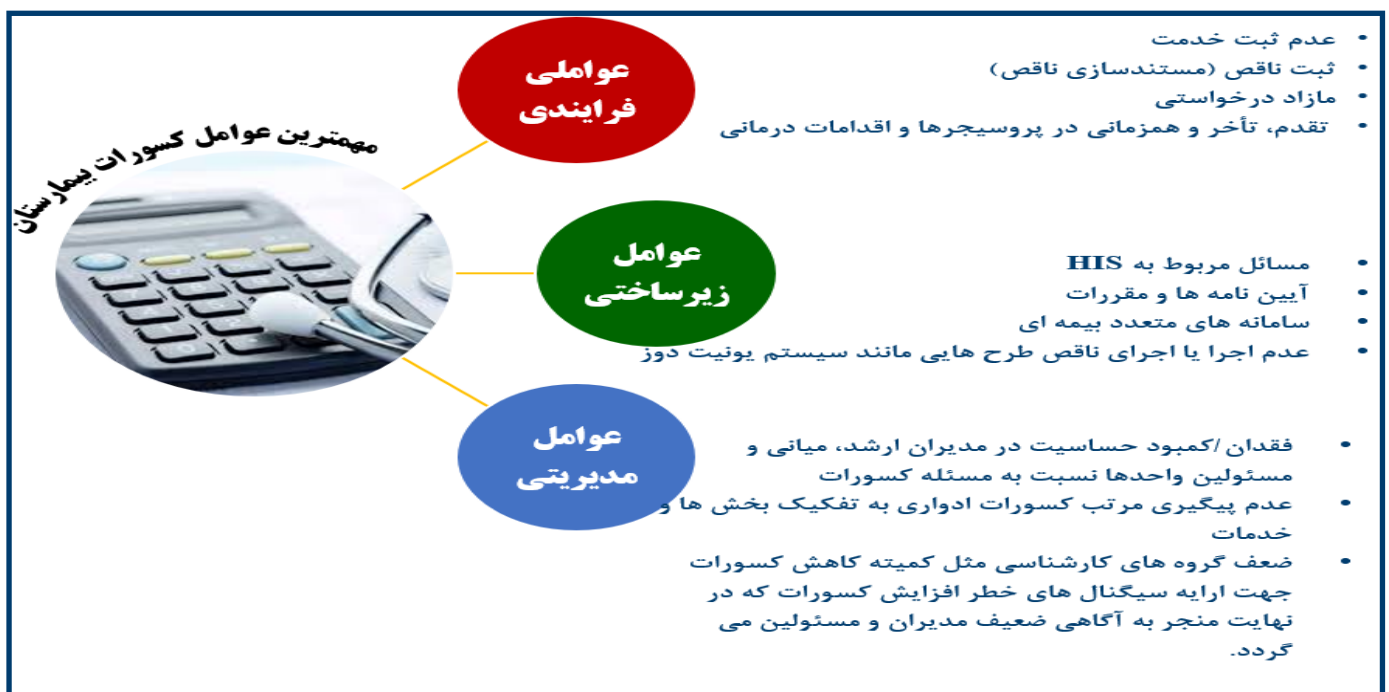 مهمترین عوامل کسورات بیمارستان
عواملی
فرایندی
• عدم ثبت خدمت
• ثبت ناقص (مستندسازی ناقص)
• مازاد درخواستی
• تقدم، تأخر و همزمانی در پروسیجرها و اقدامات درمانی
عوامل
زیرساختی
• مسائل مربوط به HIS
• آیین نامه ها و مقررات
• سامانه های متعدد بیمه ای
• عدم اجرا یا اجرای ناقص طرح هایی مانند سیستم یونیت دوز
عوامل
مدیریتی
• فقدان/کمبود حساسیت در مدیران ارشد، میانی و
مسئولین واحدها نسبت به مسئله کسورات
• عدم پیگیری مرتب کسورات ادواری به تفکیک بخش ها و
خدمات
• ضعف گروه های کارشناسی مثل کمیته کاهش کسورات
جهت ارایه سیگنال های خطر افزایش کسورات که در
نهایت منجر به آگاهی ضعیف مدیران و مسئولین می
گردد.